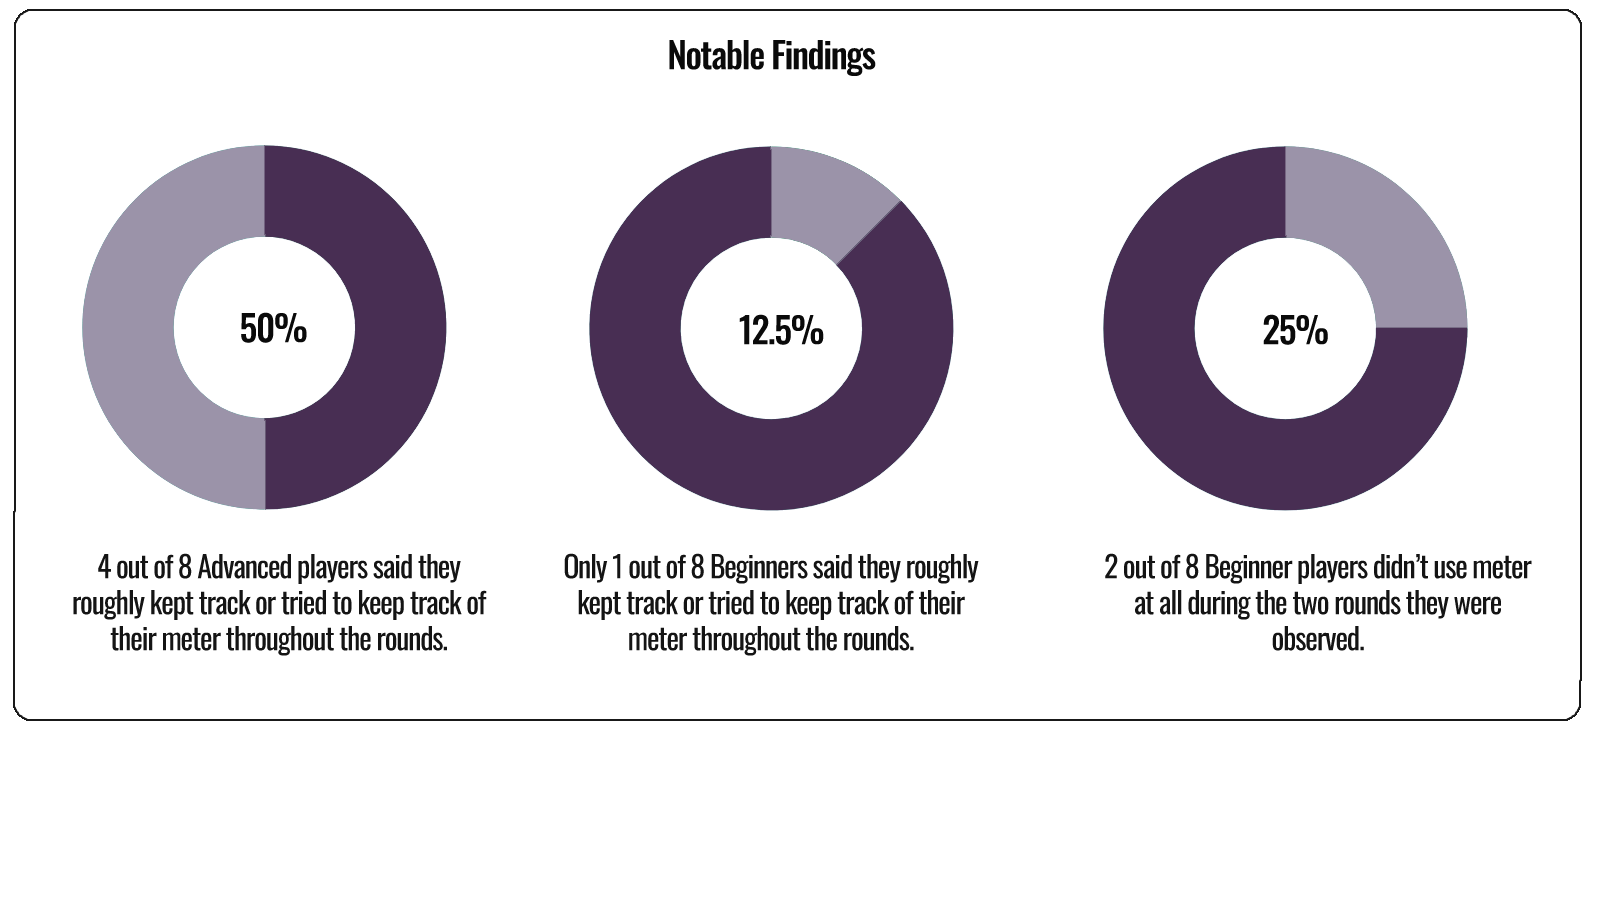 Notable Findings
50%
12.5%
25%
4 out of 8 Advanced players said they
roughly kept track or tried to keep track of
their meter throughout the rounds.
Only 1 out of 8 Beginners said they roughly
kept track or tried to keep track of their
meter throughout the rounds.
2 out of 8 Beginner players didn’t use meter
at all during the two rounds they were
observed.